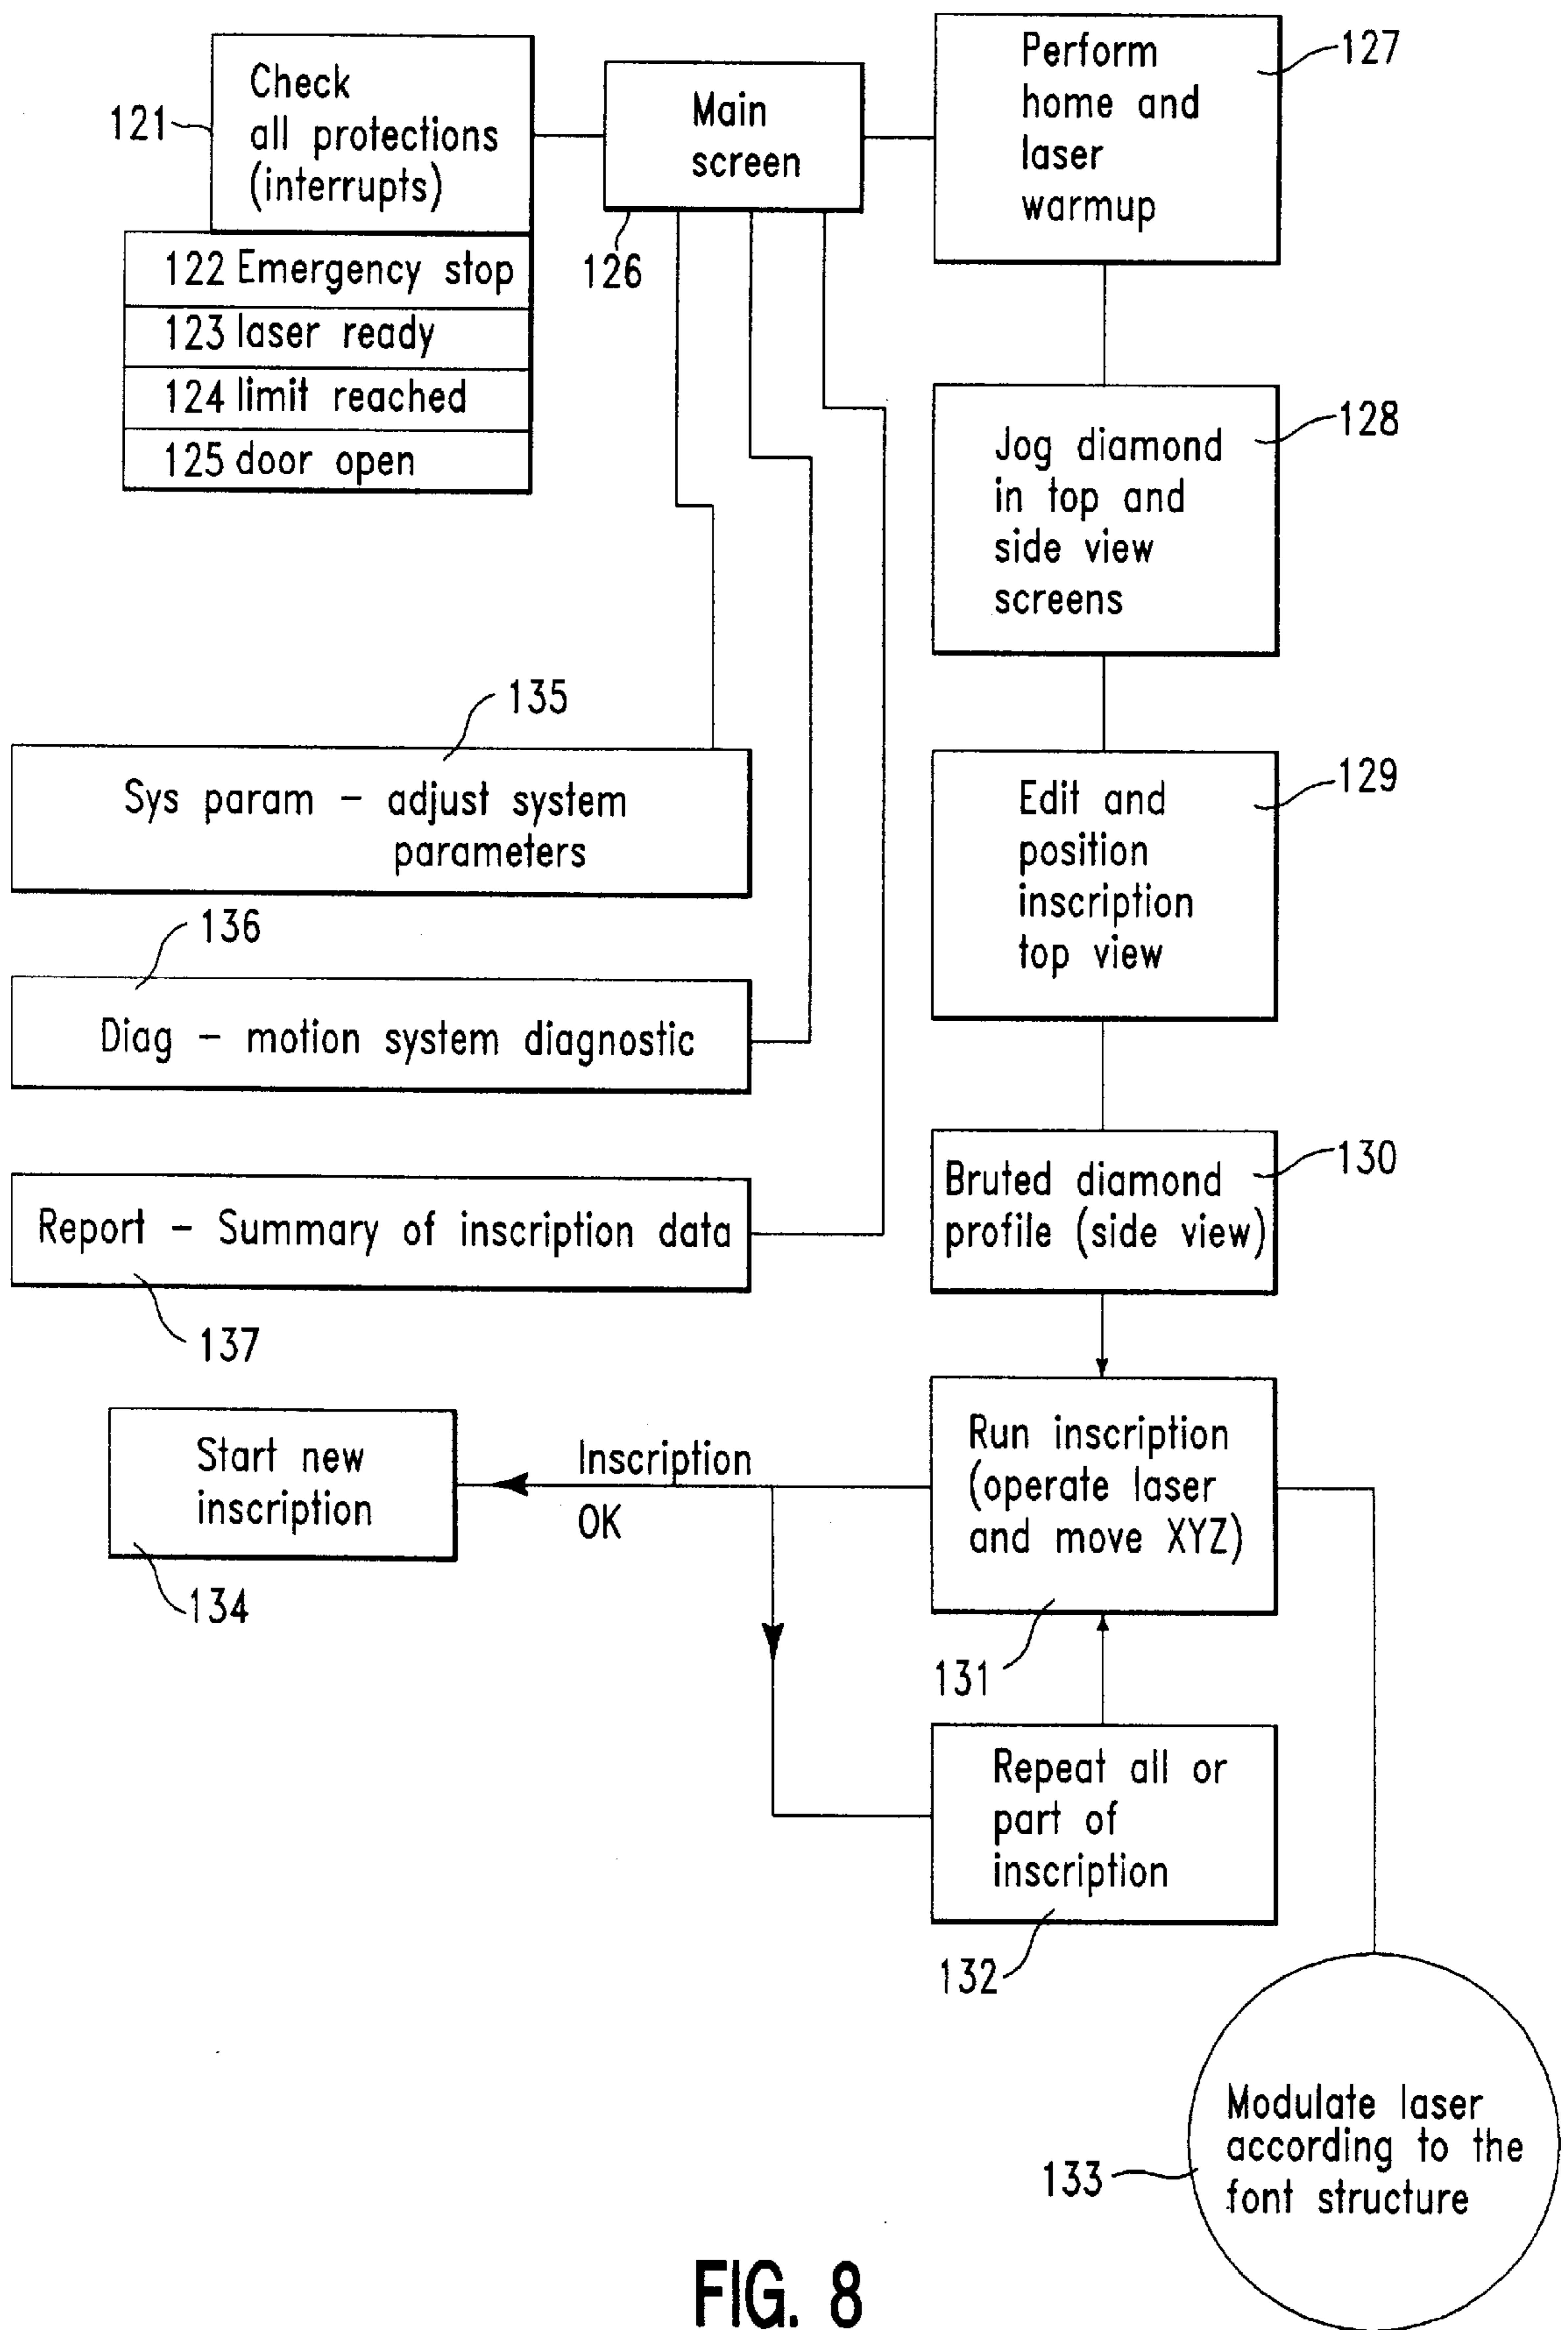 Check
all protections
(interrupts)
121
122 Emergency stop
123 laser ready
124 limit reached
125 door open
Main
screen
126
Perform
home and
laser
warmup
127
Jog diamond
in top and
side view
screens
128
Edit and
position
inscription
top view
129
Bruted diamond
profile (side view)
130
135
Sys param – adjust system
parameters
136
Diag – motion system diagnostic
Report – Summary of inscription data
137
Run inscription
(operate laser
and move XYZ)
131
Inscription
OK
Start new
inscription
134
Repeat all or
part of
inscription
132
Modulate laser
according to the
font structure
133
FIG. 8